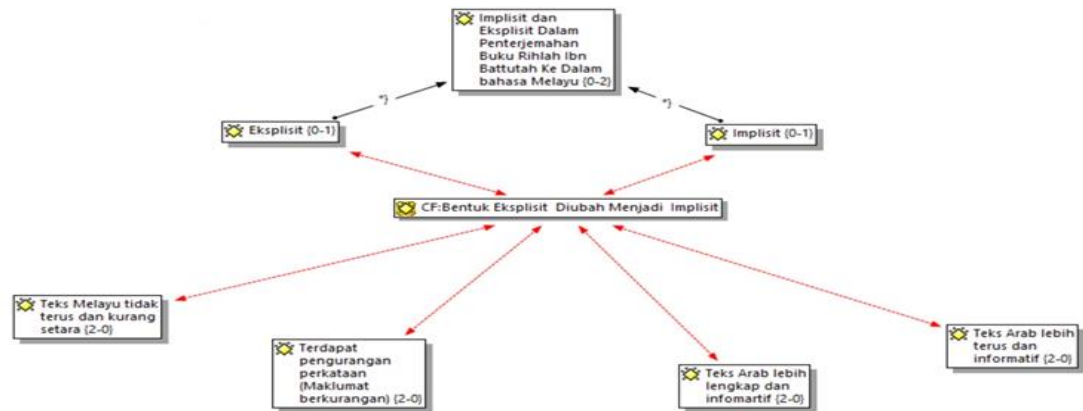 Implisit dan
Eksplisit Dalam
Penterjemahan
Buku Rihlah Ibn
Battutah Ke Dalam
bahasa Melayu {0-2}
*}
*}
Eksplisit {0-1}
Implisit {0-1}
CF:Bentuk Eksplisit Diubah Menjadi Implisit
Teks Melayu tidak
terus dan kurang
setara {2-0}
Terdapat
pengurangan
perkataan
(Maklumat
berkurangan) {2-0}
Teks Arab lebih
lengkap dan
infomartif {2-0}
Teks Arab lebih
terus dan
informatif {2-0}